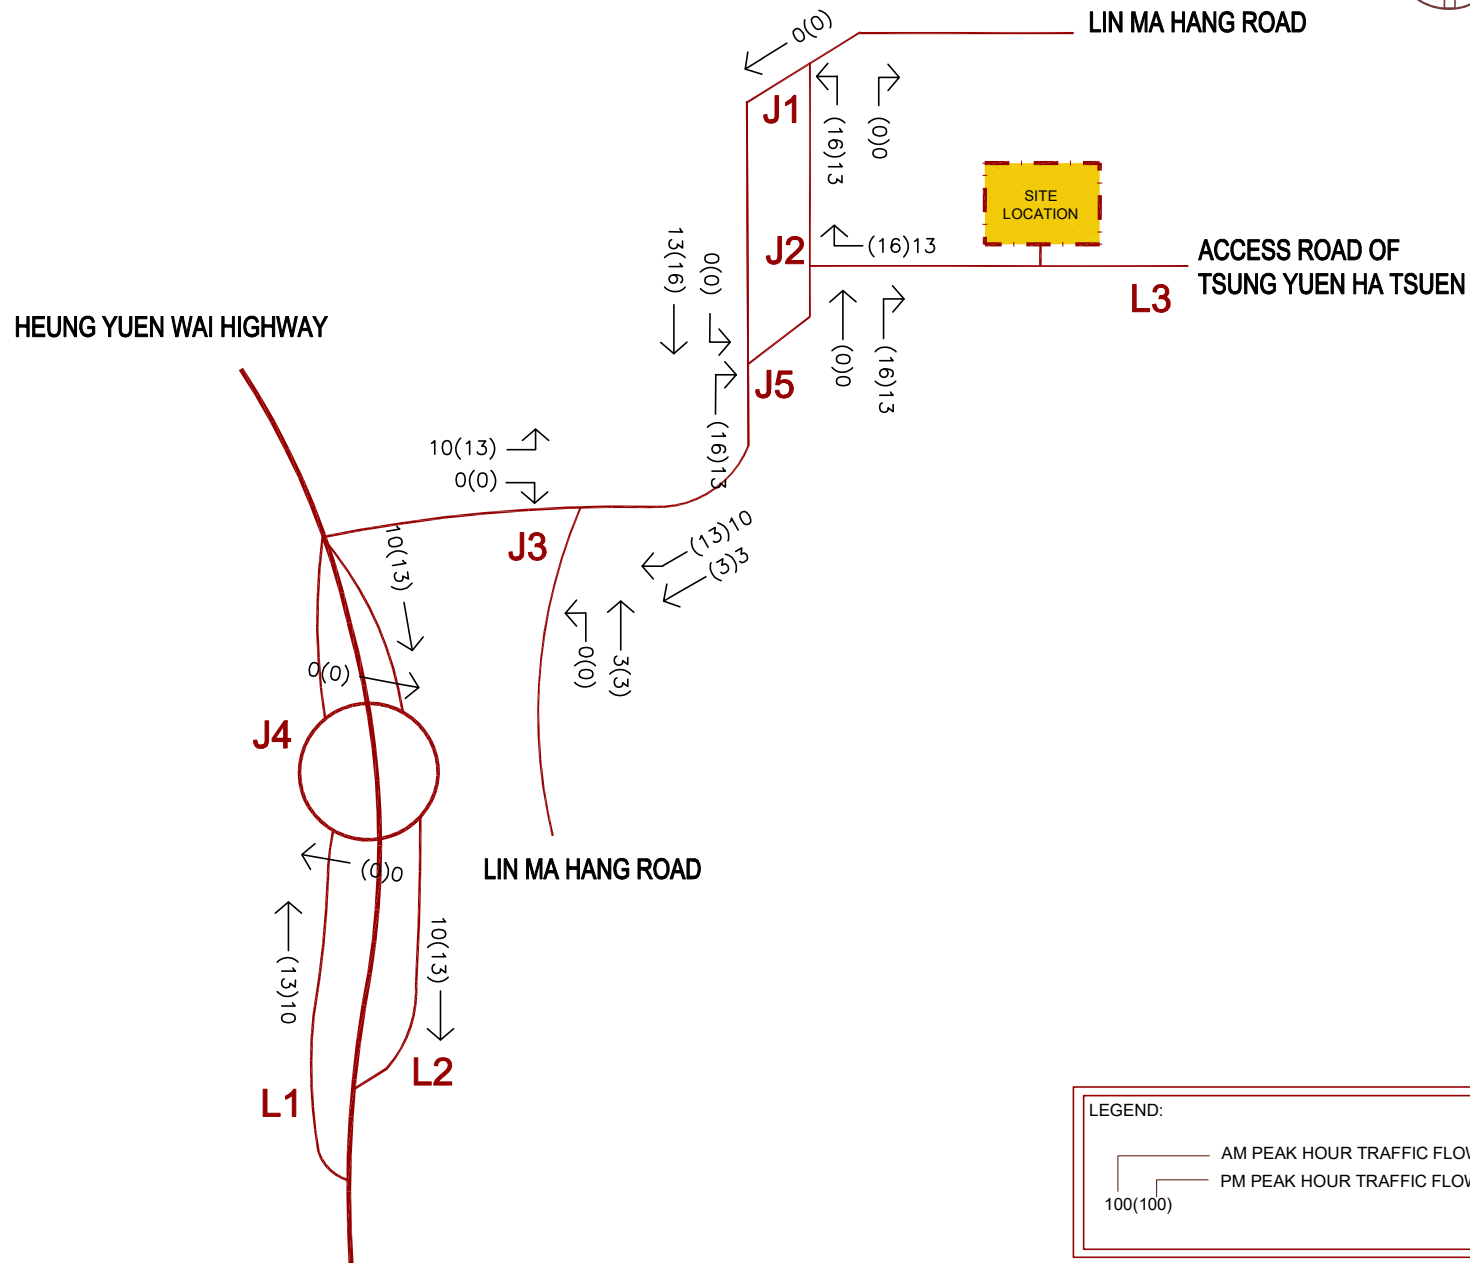 0(0)
LIN MA HANG ROAD
J1
(16)13
(0)0
SITE
LOCATION
13(16)
0(0)
J2
(16)13
ACCESS ROAD OF
TSUNG YUEN HA TSUEN
L3
HEUNG YUEN WAI HIGHWAY
(0)0
(16)13
J5
10(13)
0(0)
(16)13
J3
10(13)
(13)10
(3)3
0(0)
0(0)
3(3)
J4
(0)0
LIN MA HANG ROAD
(13)10
10(13)
L2
L1
LEGEND:
AM PEAK HOUR TRAFFIC FLOW
PM PEAK HOUR TRAFFIC FLOW
100(100)